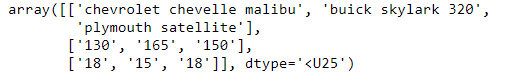 array([['chevrolet chevelle malibu', 'buick skylark 320',
        'plymouth satellite'],
       ['130', '165', '150'],
       ['18', '15', '18']], dtype='<U25')